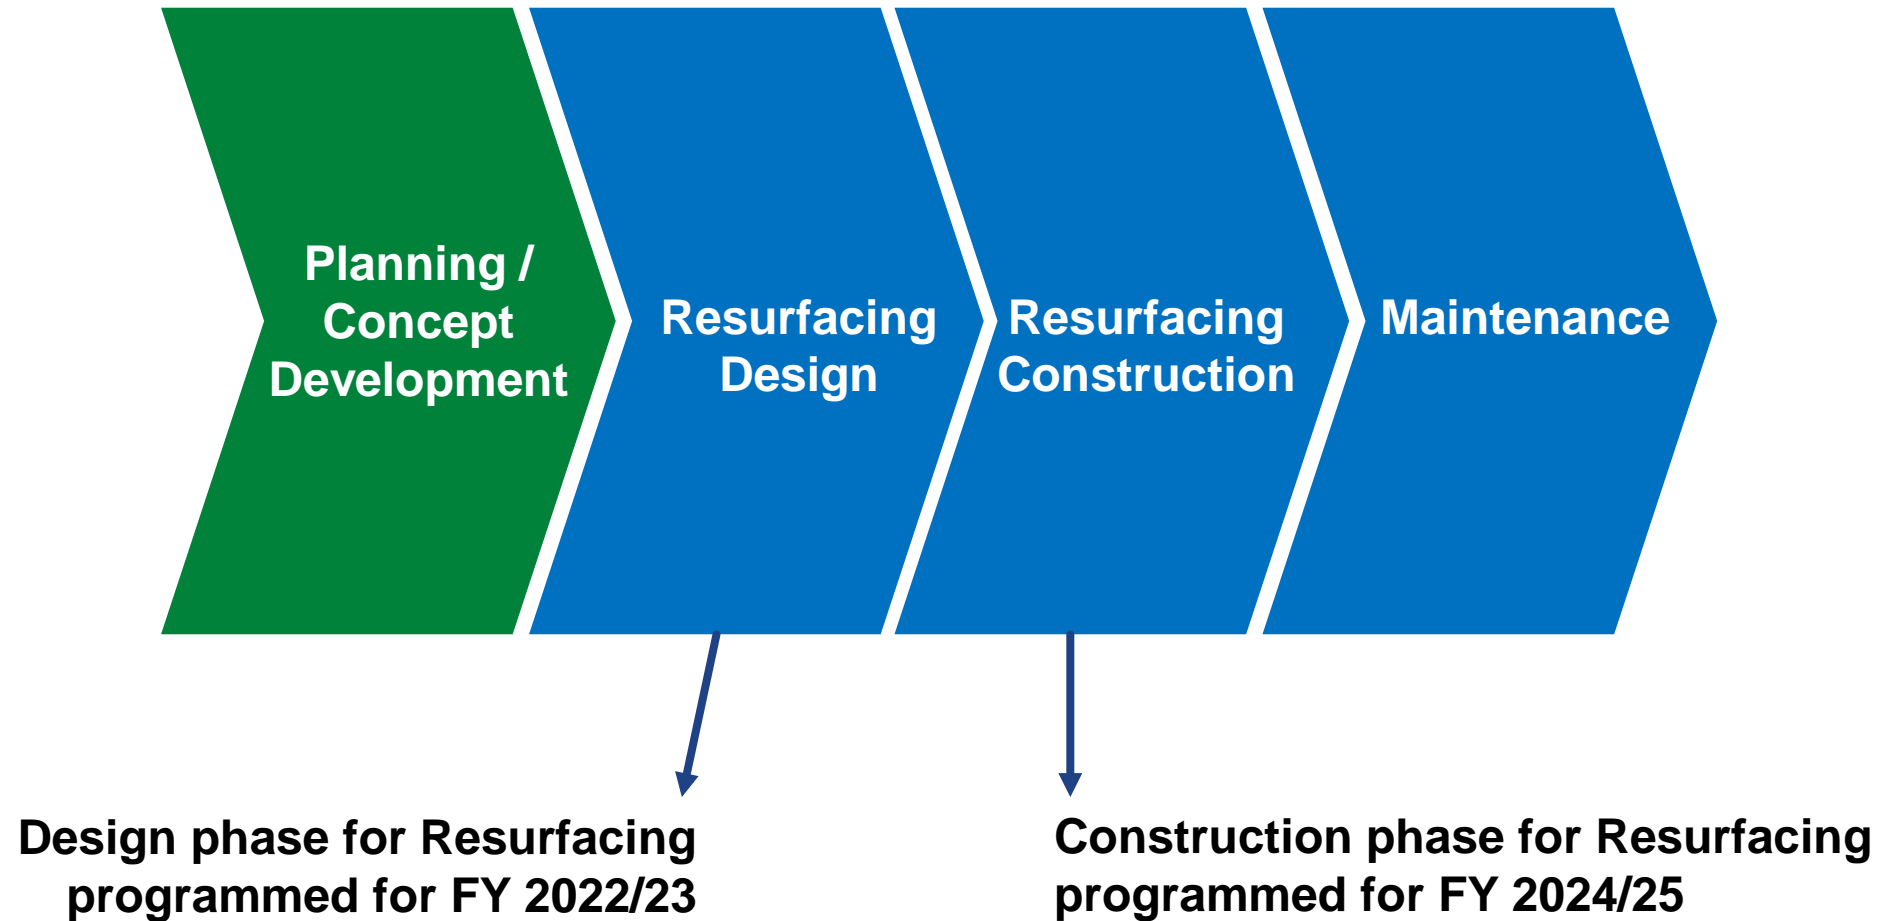 Planning /
Concept
Development
Resurfacing
Design
Resurfacing
Construction
Maintenance
Design phase for Resurfacing
programmed for FY 2022/23
Construction phase for Resurfacing
programmed for FY 2024/25